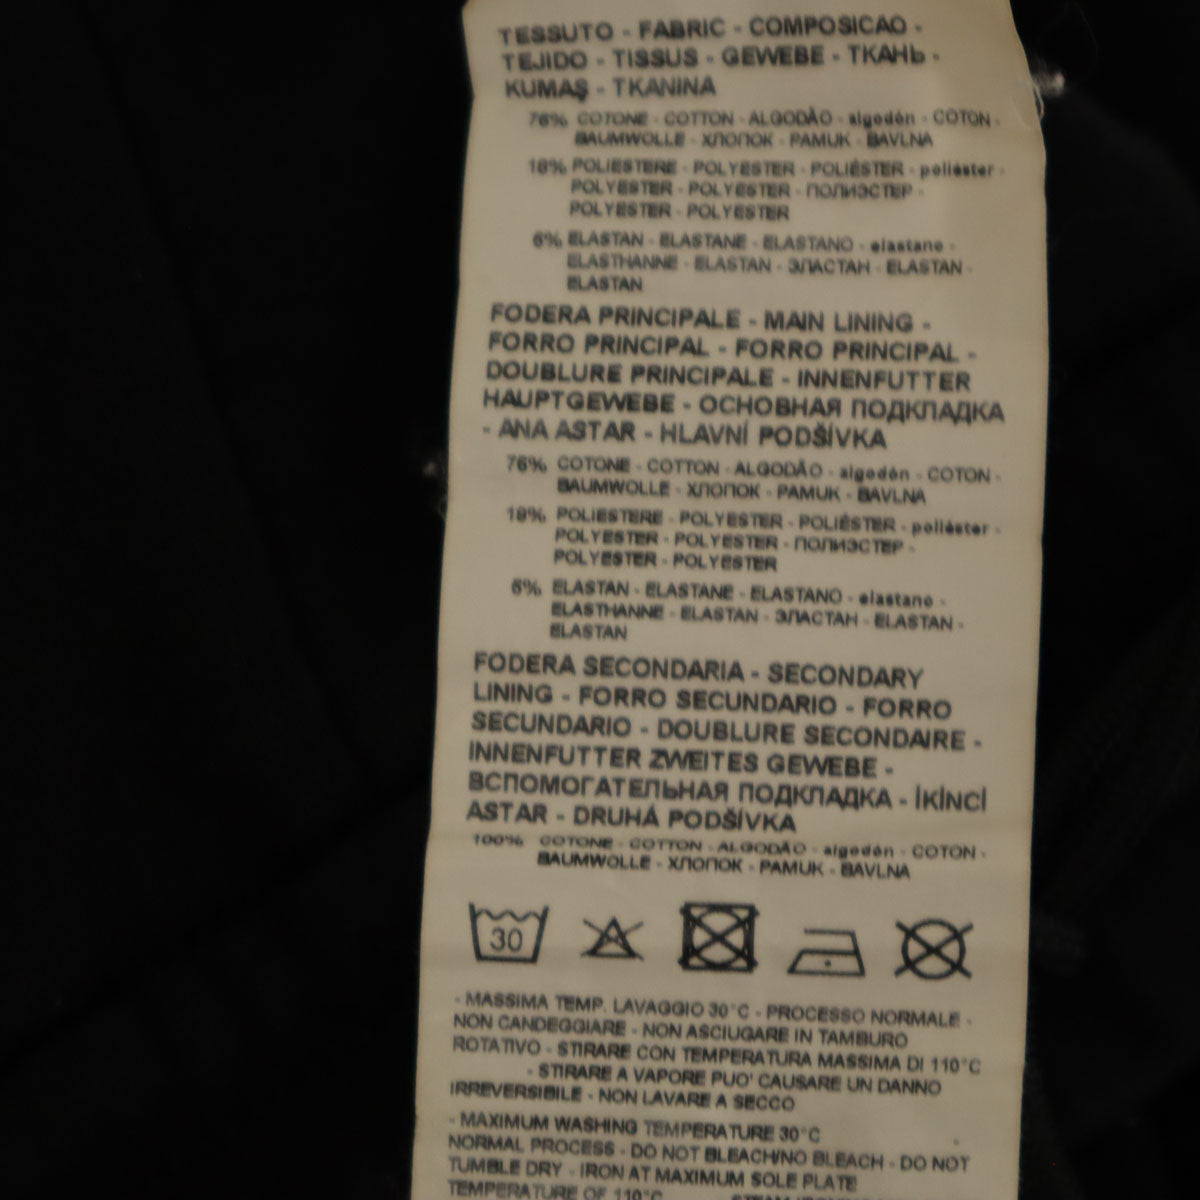 TESSUTO - FABRIC - COMPOSICAO -
TEJIDO - TISSUS - GEWEBE - ТКАНЬ -
KUMAŞ - TKANINA
76% COTONE - COTTON - ALGODÃO - algodón - COTON -
BAUMWOLLE - ХЛОПОК - PAMUK - BAVLNA
18% POLIESTERE - POLYESTER - POLIÉSTER - poliéster -
POLYESTER - POLYESTER - ПОЛИЭСТЕР -
POLYESTER - POLYESTER
6% ELASTAN - ELASTANE - ELASTANO - elastano -
ELASTHANNE - ELASTAN - ЭЛАСТАН - ELASTAN -
ELASTAN
FODERA PRINCIPALE - MAIN LINING -
FORRO PRINCIPAL - FORRO PRINCIPAL -
DOUBLURE PRINCIPALE - INNENFUTTER
HAUPTGEWEBE - ОСНОВНАЯ ПОДКЛАДКА
- ANA ASTAR - HLAVNÍ PODŠÍVKA
76% COTONE - COTTON - ALGODÃO - algodón - COTON -
BAUMWOLLE - ХЛОПОК - PAMUK - BAVLNA
18% POLIESTERE - POLYESTER - POLIÉSTER - poliéster -
POLYESTER - POLYESTER - ПОЛИЭСТЕР -
POLYESTER - POLYESTER
6% ELASTAN - ELASTANE - ELASTANO - elastano -
ELASTHANNE - ELASTAN - ЭЛАСТАН - ELASTAN -
ELASTAN
FODERA SECONDARIA - SECONDARY
LINING - FORRO SECUNDARIO - FORRO
SECUNDARIO - DOUBLURE SECONDAIRE -
INNENFUTTER ZWEITES GEWEBE -
ВСПОМОГАТЕЛЬНАЯ ПОДКЛАДКА - İKİNCİ
ASTAR - DRUHÁ PODŠÍVKA
100% COTONE - COTTON - ALGODÃO - algodón - COTON -
BAUMWOLLE - ХЛОПОК - PAMUK - BAVLNA
30
- MASSIMA TEMP. LAVAGGIO 30°C - PROCESSO NORMALE -
NON CANDEGGIARE - NON ASCIUGARE IN TAMBURO
ROTATIVO - STIRARE CON TEMPERATURA MASSIMA DI 110°C
- STIRARE A VAPORE PUO' CAUSARE UN DANNO
IRREVERSIBILE - NON LAVARE A SECCO
- MAXIMUM WASHING TEMPERATURE 30°C
NORMAL PROCESS - DO NOT BLEACH/NO BLEACH - DO NOT
TUMBLE DRY - IRON AT MAXIMUM SOLE PLATE
TEMPERATURE OF 110°C